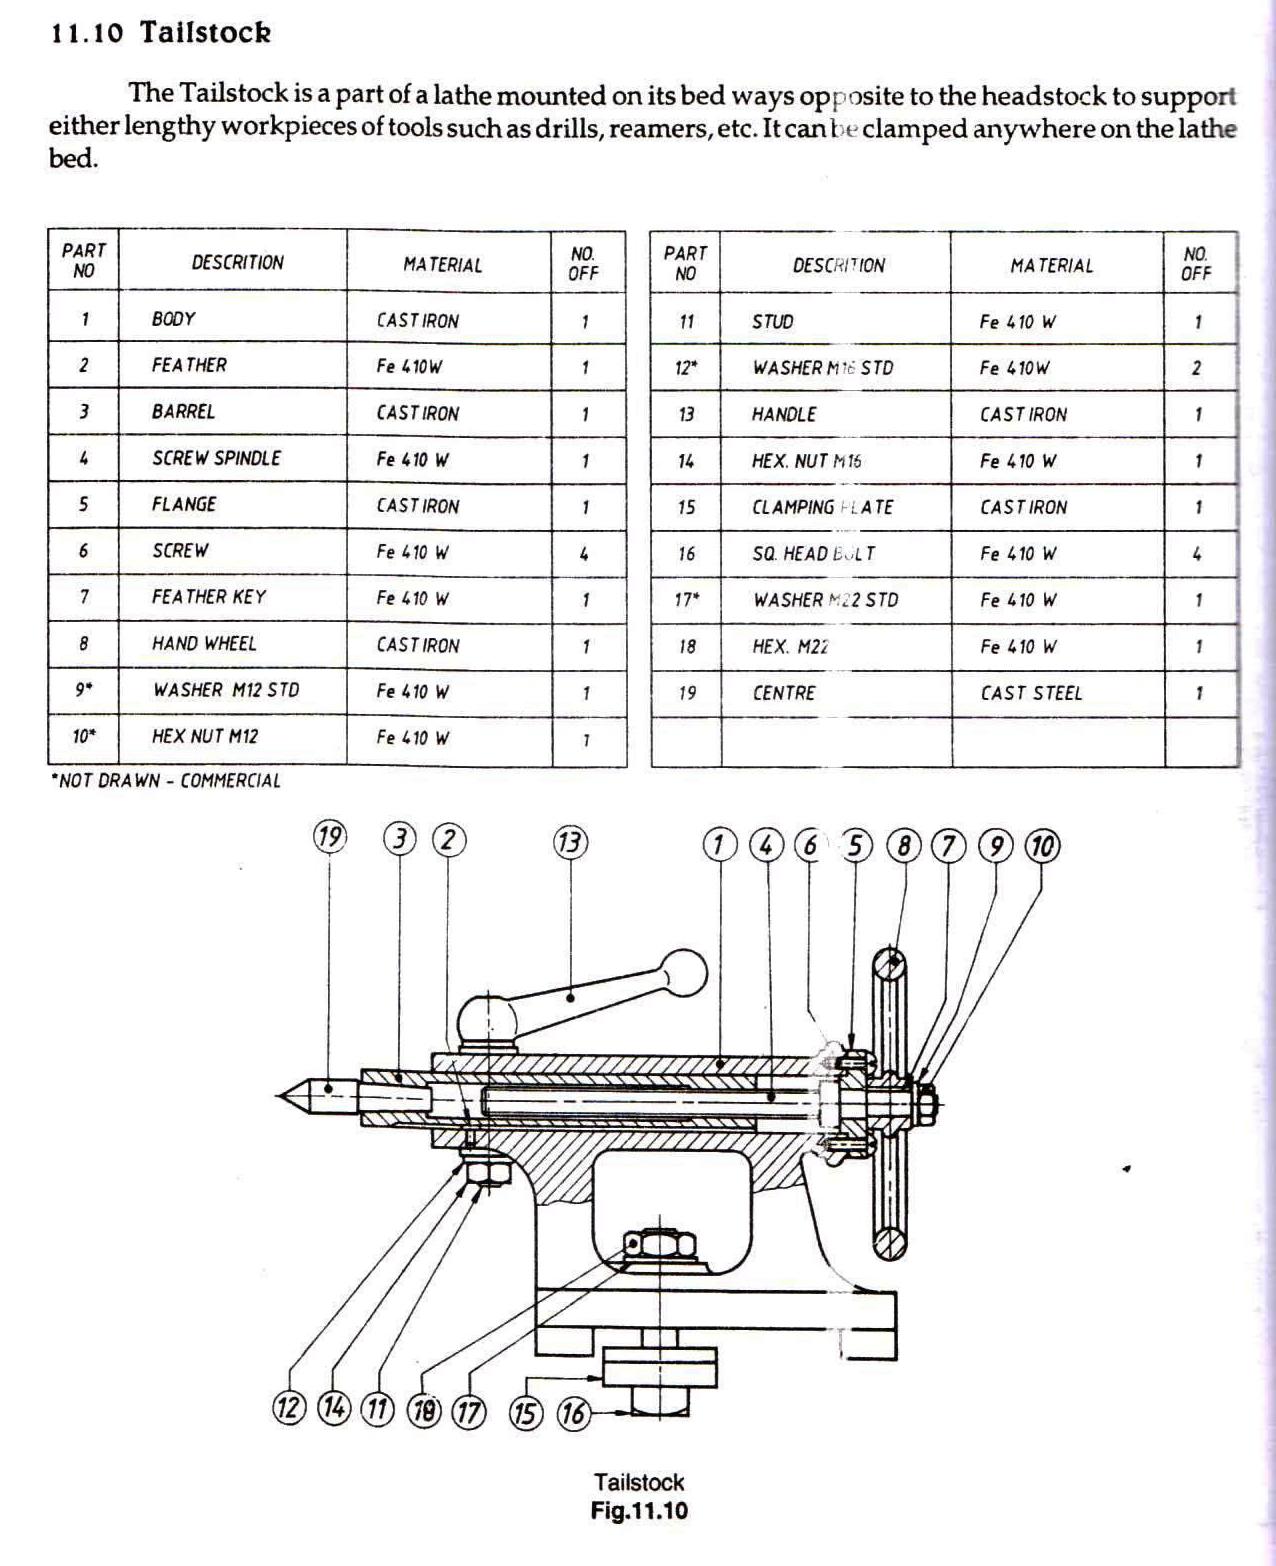 11.10 Tailstock
The Tailstock is a part of a lathe mounted on its bed ways opposite to the headstock to support
either lengthy workpieces of tools such as drills, reamers, etc. It can be clamped anywhere on the lathe
bed.
PART NO DESCRITION MATERIAL NO. OFF
1 BODY CAST IRON 1
2 FEATHER Fe 410W 1
3 BARREL CAST IRON 1
4 SCREW SPINDLE Fe 410 W 1
5 FLANGE CAST IRON 1
6 SCREW Fe 410 W 4
7 FEATHER KEY Fe 410 W 1
8 HAND WHEEL CAST IRON 1
9* WASHER M12 STD Fe 410 W 1
10* HEX NUT M12 Fe 410 W 1
*NOT DRAWN - COMMERCIAL
PART NO DESCRITION MATERIAL NO. OFF
11 STUD Fe 410 W 1
12* WASHER M16 STD Fe 410W 2
13 HANDLE CAST IRON 1
14 HEX. NUT M16 Fe 410 W 1
15 CLAMPING PLATE CAST IRON 1
16 SQ. HEAD BOLT Fe 410 W 4
17* WASHER M22 STD Fe 410 W 1
18 HEX. M22 Fe 410 W 1
19 CENTRE CAST STEEL 1
19 3 2 13 1 4 6 5 8 7 9 10
12 14 11 18 17 15 16
Tailstock
Fig.11.10